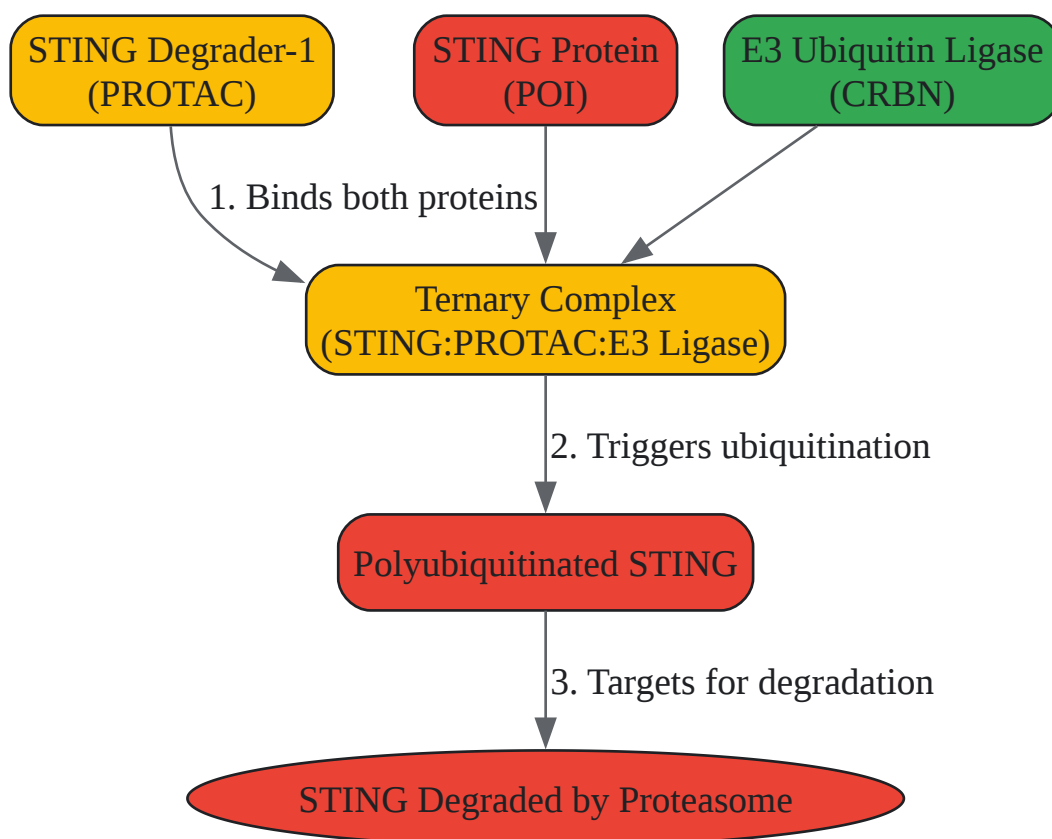 STING Degrader-1
(PROTAC)
STING Protein
(POI)
E3 Ubiquitin Ligase
(CRBN)
1. Binds both proteins
Ternary Complex
(STING:PROTAC:E3 Ligase)
2. Triggers ubiquitination
Polyubiquitinated STING
3. Targets for degradation
STING Degraded by Proteasome